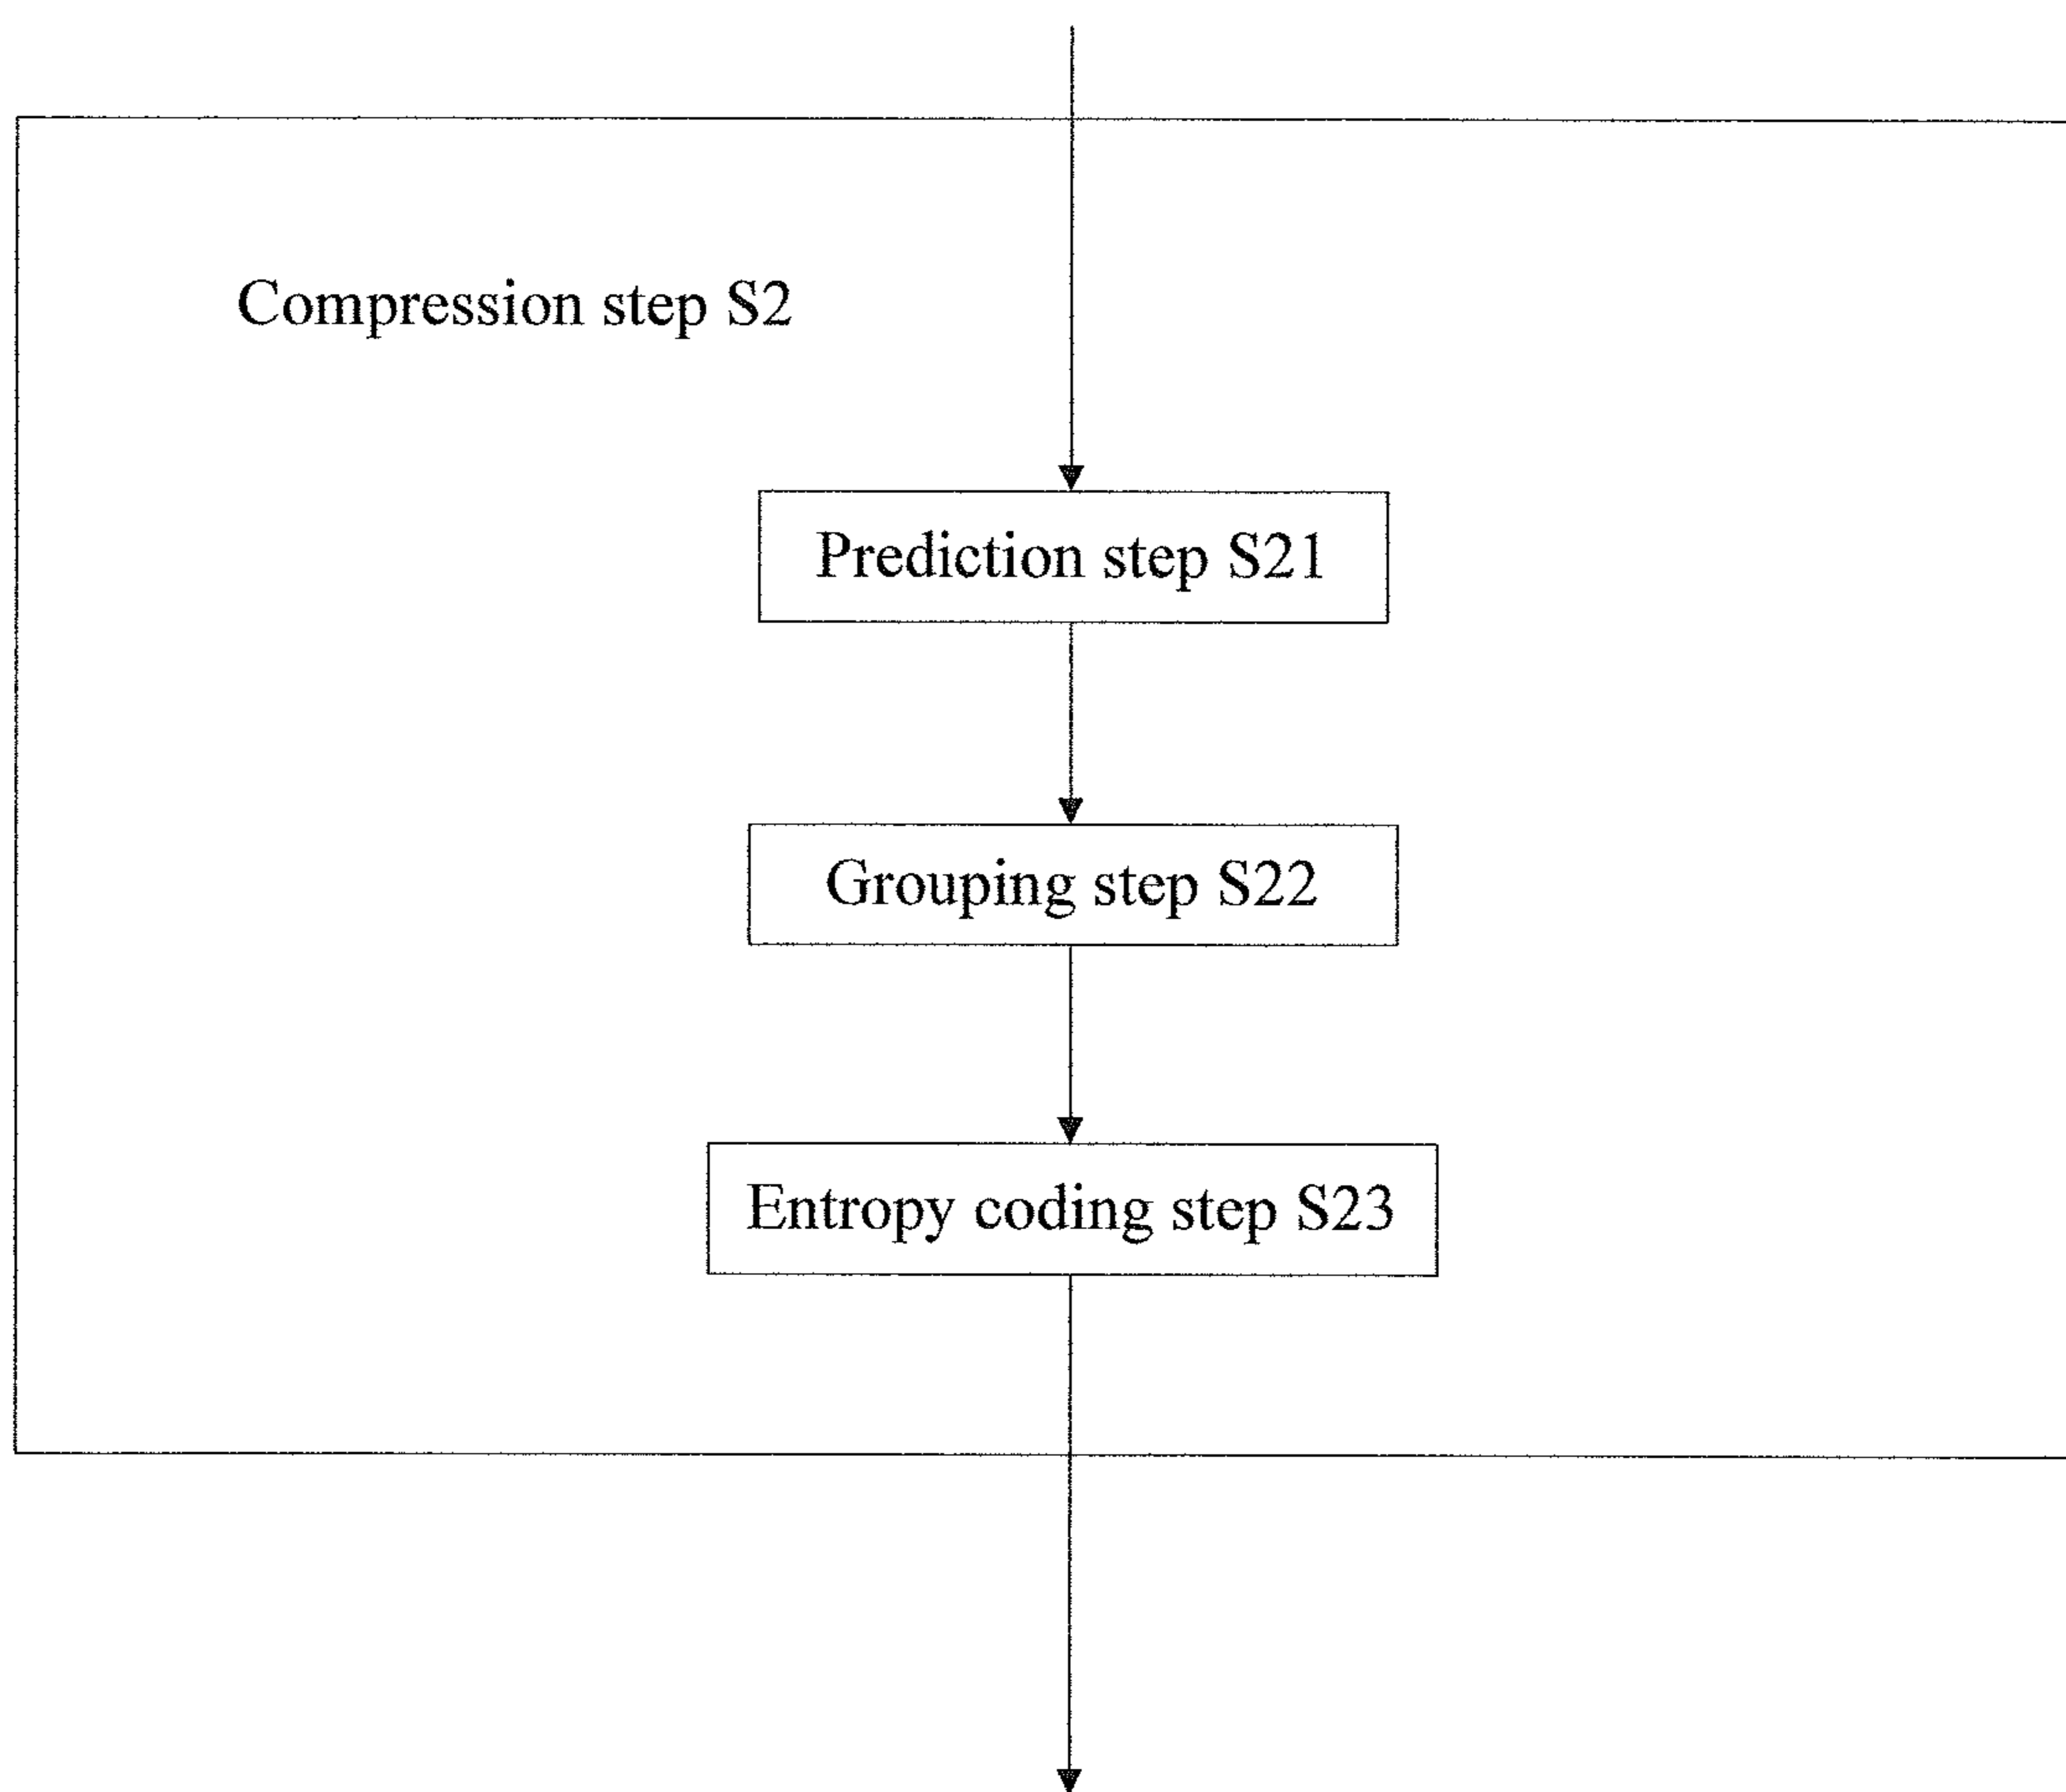 Compression step S2
Prediction step S21
Grouping step S22
Entropy coding step S23